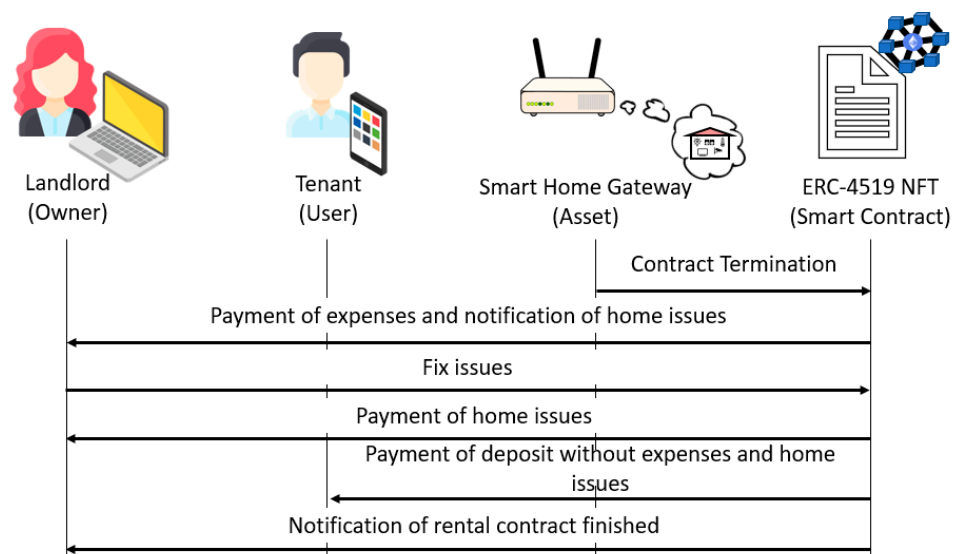 Landlord
(Owner)
Tenant
(User)
Smart Home Gateway
(Asset)
ERC-4519 NFT
(Smart Contract)
Contract Termination
Payment of expenses and notification of home issues
Fix issues
Payment of home issues
Payment of deposit without expenses and home
issues
Notification of rental contract finished